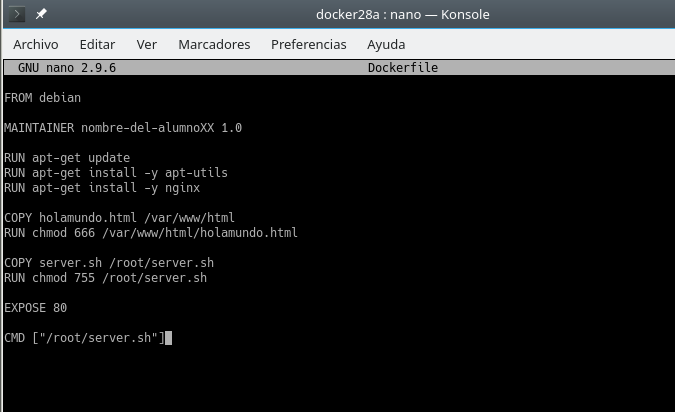 docker28a : nano — Konsole
Archivo Editar Ver Marcadores Preferencias Ayuda
GNU nano 2.9.6 Dockerfile
FROM debian
MAINTAINER nombre-del-alumnoXX 1.0
RUN apt-get update
RUN apt-get install -y apt-utils
RUN apt-get install -y nginx
COPY holamundo.html /var/www/html
RUN chmod 666 /var/www/html/holamundo.html
COPY server.sh /root/server.sh
RUN chmod 755 /root/server.sh
EXPOSE 80
CMD ["/root/server.sh"]